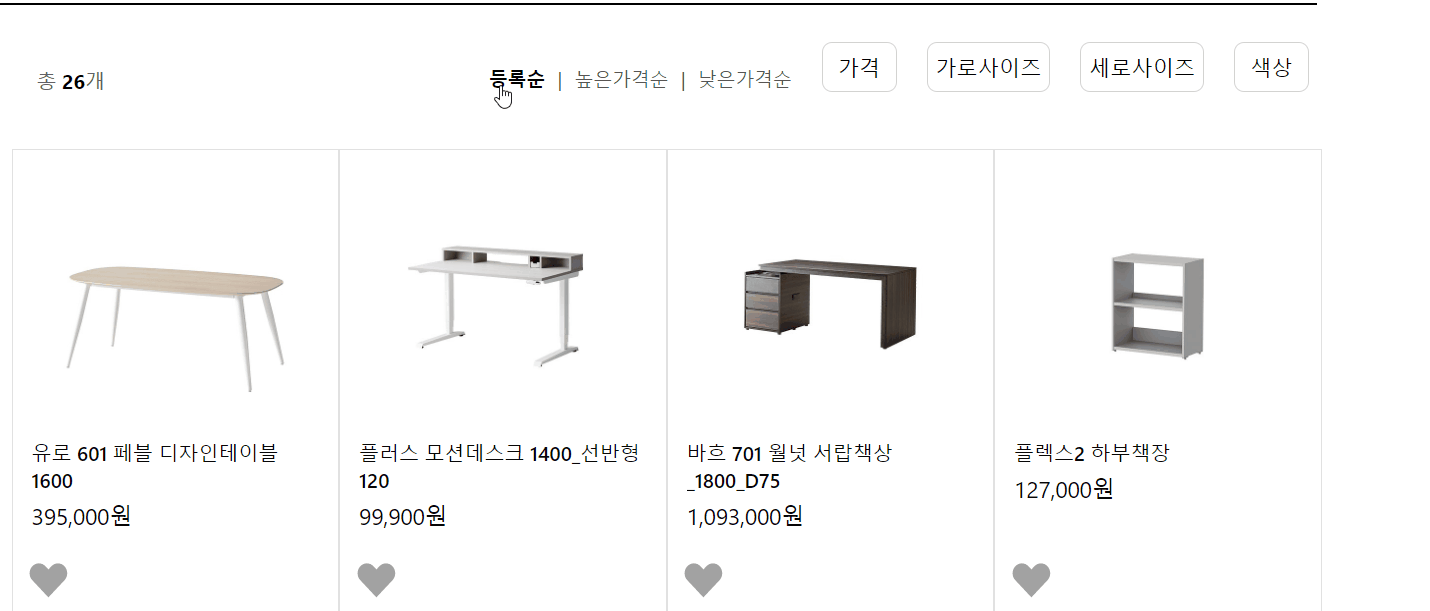 총 26개
등록순 | 높은가격순 | 낮은가격순
가격
가로사이즈
세로사이즈
색상
유로 601 페블 디자인테이블
1600
395,000원
플러스 모션데스크 1400_선반형
120
99,900원
바흐 701 월넛 서랍책상
_1800_D75
1,093,000원
플렉스2 하부책장
127,000원